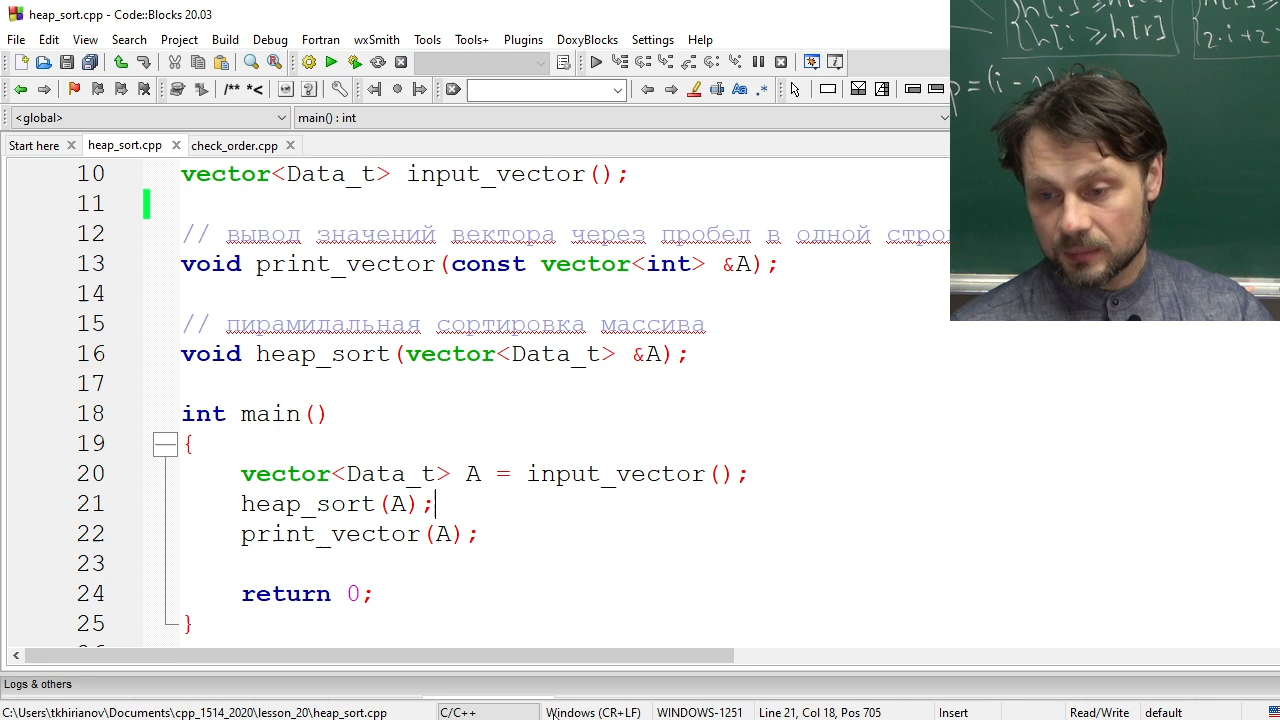 heap_sort.cpp - Code::Blocks 20.03
File Edit View Search Project Build Debug Fortran wxSmith Tools Tools+ Plugins DoxyBlocks Settings Help
/** *<
<global> main() : int
Start here heap_sort.cpp check_order.cpp
10 vector<Data_t> input_vector();
11
12 // вывод значений вектора через пробел в одной
13 void print_vector(const vector<int> &A);
14
15 // пирамидальная сортировка массива
16 void heap_sort(vector<Data_t> &A);
17
18 int main()
19 {
20 vector<Data_t> A = input_vector();
21 heap_sort(A);
22 print_vector(A);
23
24 return 0;
25 }
Logs & others
C:\Users\tkhirianov\Documents\cpp_1514_2020\lesson_20\heap_sort.cpp C/C++ Windows (CR+LF) WINDOWS-1251 Line 21, Col 18, Pos 705 Insert Read/Write default